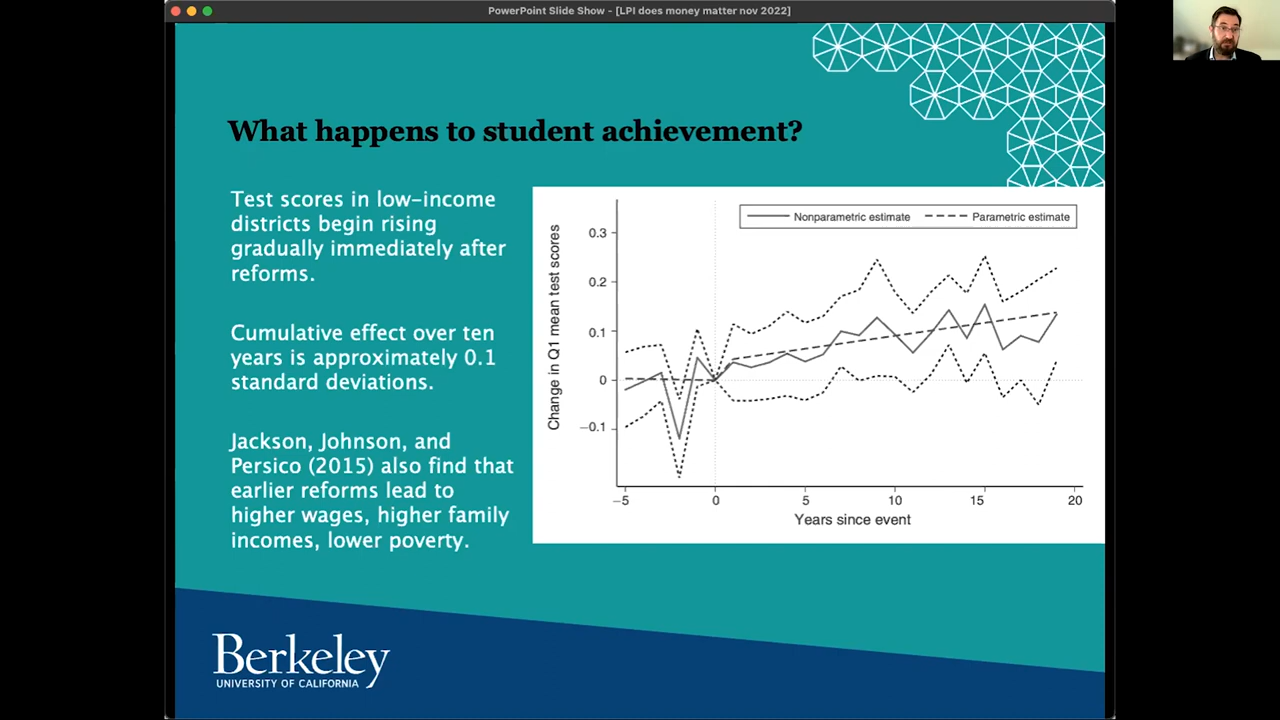 PowerPoint Slide Show - [LPI does money matter nov 2022]
What happens to student achievement?
Test scores in low-income
districts begin rising
gradually immediately after
reforms.
Cumulative effect over ten
years is approximately 0.1
standard deviations.
Jackson, Johnson, and
Persico (2015) also find that
earlier reforms lead to
higher wages, higher family
incomes, lower poverty.
Nonparametric estimate Parametric estimate
Change in Q1 mean test scores
0.3
0.2
0.1
0
−0.1
−5 0 5 10 15 20
Years since event
Berkeley
UNIVERSITY OF CALIFORNIA